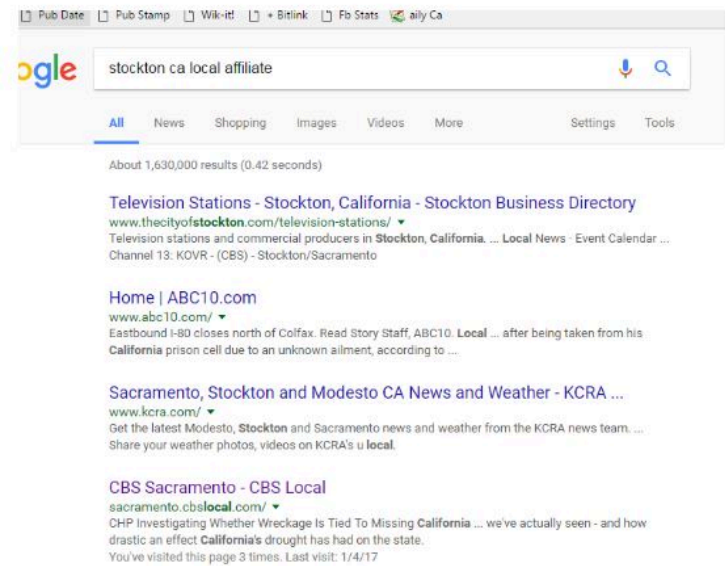 Pub Date Pub Stamp Wik-it! + Bitlink Fb Stats aily Ca
ogle stockton ca local affiliate
All News Shopping Images Videos More Settings Tools
About 1,630,000 results (0.42 seconds)
Television Stations - Stockton, California - Stockton Business Directory
www.thecityofstockton.com/television-stations/
Television stations and commercial producers in Stockton, California. ... Local News · Event Calendar ...
Channel 13: KOVR - (CBS) - Stockton/Sacramento
Home | ABC10.com
www.abc10.com/
Eastbound I-80 closes north of Colfax. Read Story Staff, ABC10. Local ... after being taken from his
California prison cell due to an unknown ailment, according to ...
Sacramento, Stockton and Modesto CA News and Weather - KCRA ...
www.kcra.com/
Get the latest Modesto, Stockton and Sacramento news and weather from the KCRA news team. ...
Share your weather photos, videos on KCRA's u local.
CBS Sacramento - CBS Local
sacramento.cbslocal.com/
CHP Investigating Whether Wreckage Is Tied To Missing California ... we've actually seen - and how
drastic an effect California's drought has had on the state.
You've visited this page 3 times. Last visit: 1/4/17